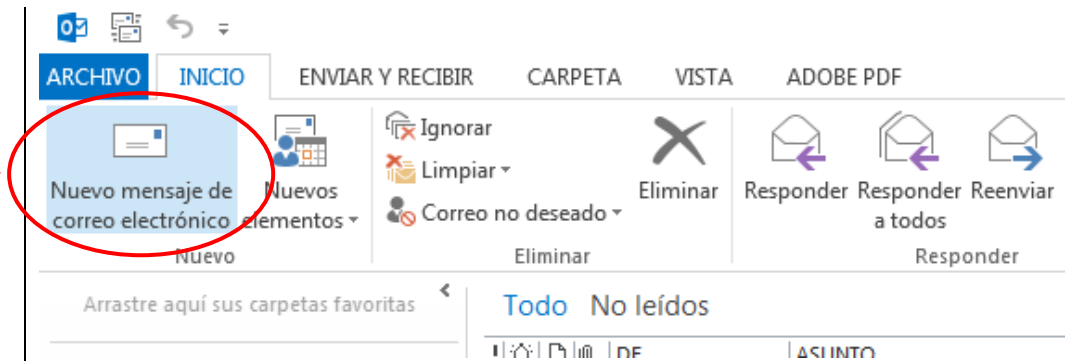 ARCHIVO INICIO ENVIAR Y RECIBIR CARPETA VISTA ADOBE PDF
Nuevo mensaje de correo electrónico
Nuevos elementos
Ignorar
Limpiar
Correo no deseado
Eliminar
Responder
Responder a todos
Reenviar
Nuevo
Eliminar
Responder
Arrastre aquí sus carpetas favoritas
Todo No leídos
DE ASUNTO